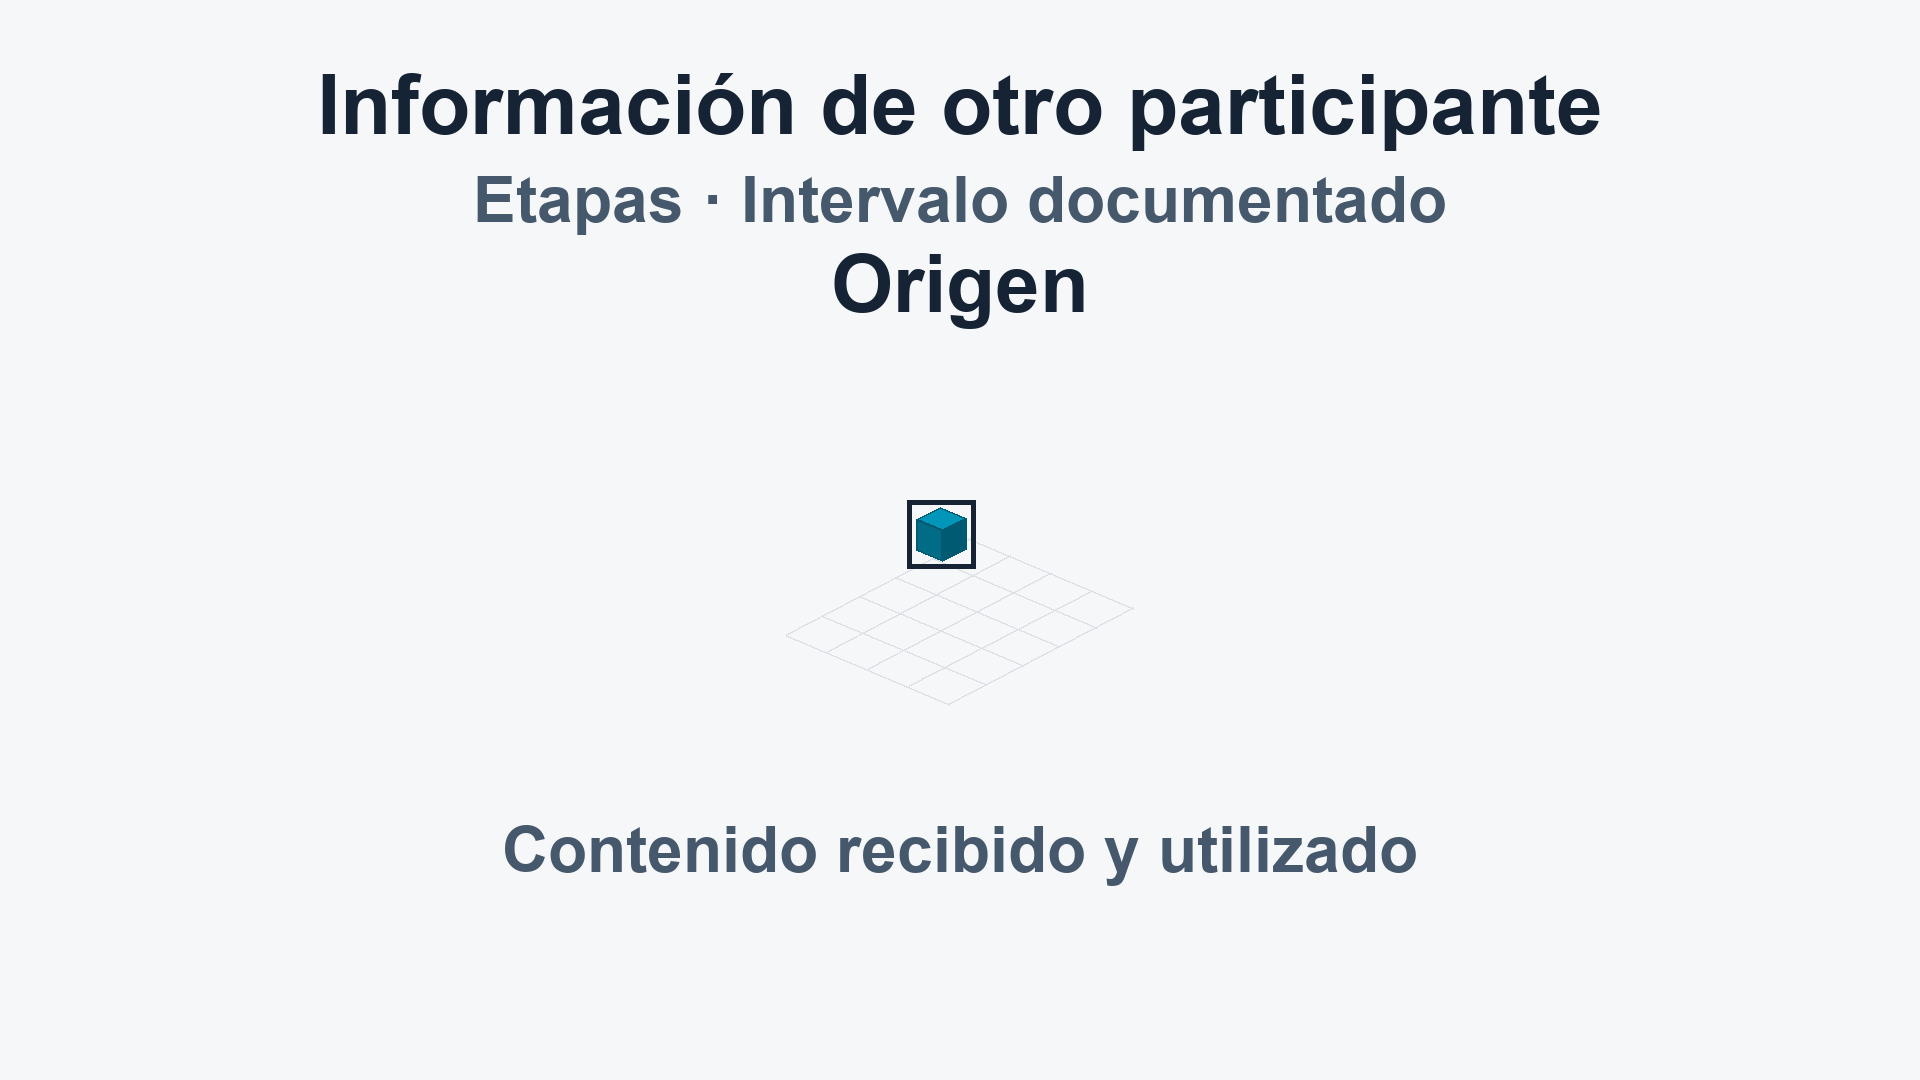 Información de otro participante
Etapas · Intervalo documentado
Origen
Contenido recibido y utilizado